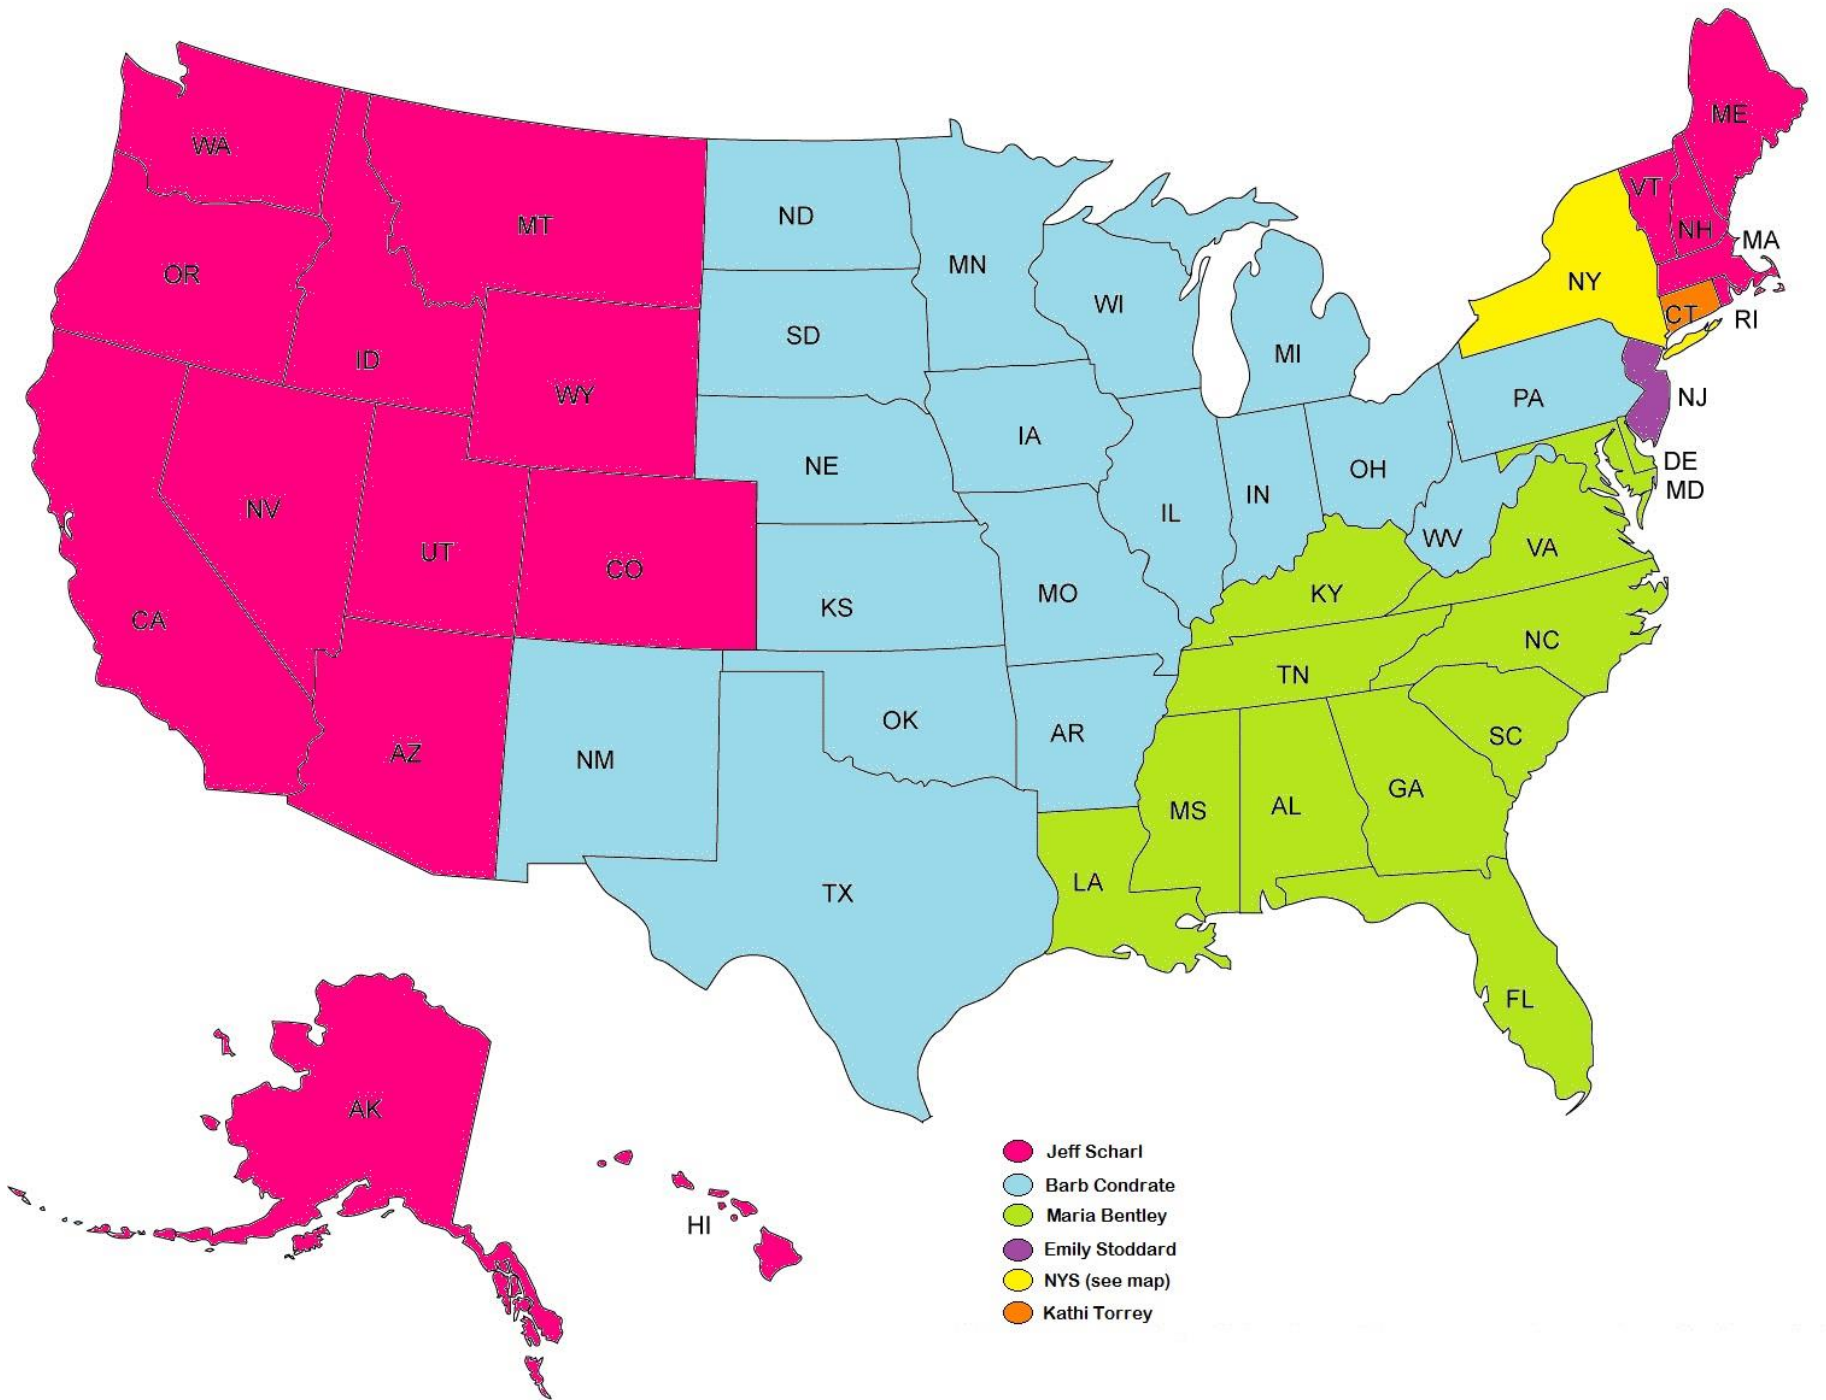 ME
WA
VT
MT
ND
NH
MA
MN
OR
NY
WI
CT
RI
SD
MI
ID
WY
PA
NJ
IA
NE
OH
DE
IN
MD
NV
IL
WV
UT
VA
CO
MO
KY
KS
CA
NC
TN
OK
AR
SC
AZ
NM
GA
MS
AL
LA
TX
FL
AK
HI
Jeff Scharl
Barb Condrate
Maria Bentley
Emily Stoddard
NYS (see map)
Kathi Torrey